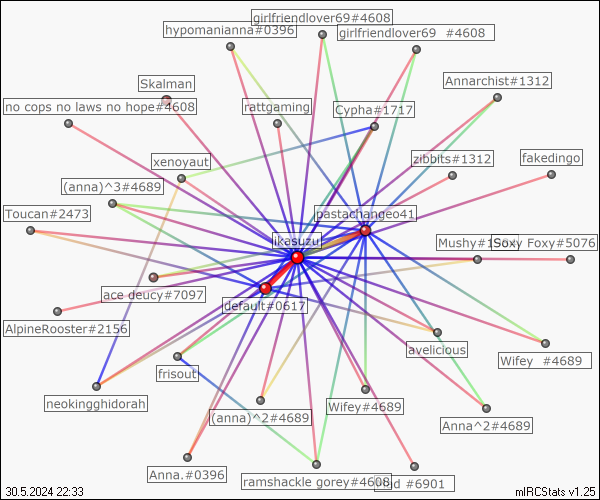 girlfriendlover69#4608
hypomanianna#0396
girlfriendlover69 #4608
Skalman
Annarchist#1312
no cops no laws no hope#4608
rattgaming
Cypha#1717
xenoyaut
zibbits#1312
fakedingo
(anna)^3#4689
Toucan#2473
pastachangeo41
ikasuzu
Mushy#1
Foxy#5076
ace deucy#7097
default#0617
AlpineRooster#2156
avelicious
Wifey #4689
frisout
neokingghidorah
(anna)^2#4689
Wifey#4689
Anna^2#4689
Anna.#0396
ramshackle gorey#4608
#6901
30.5.2024 22:33
mIRCStats v1.25